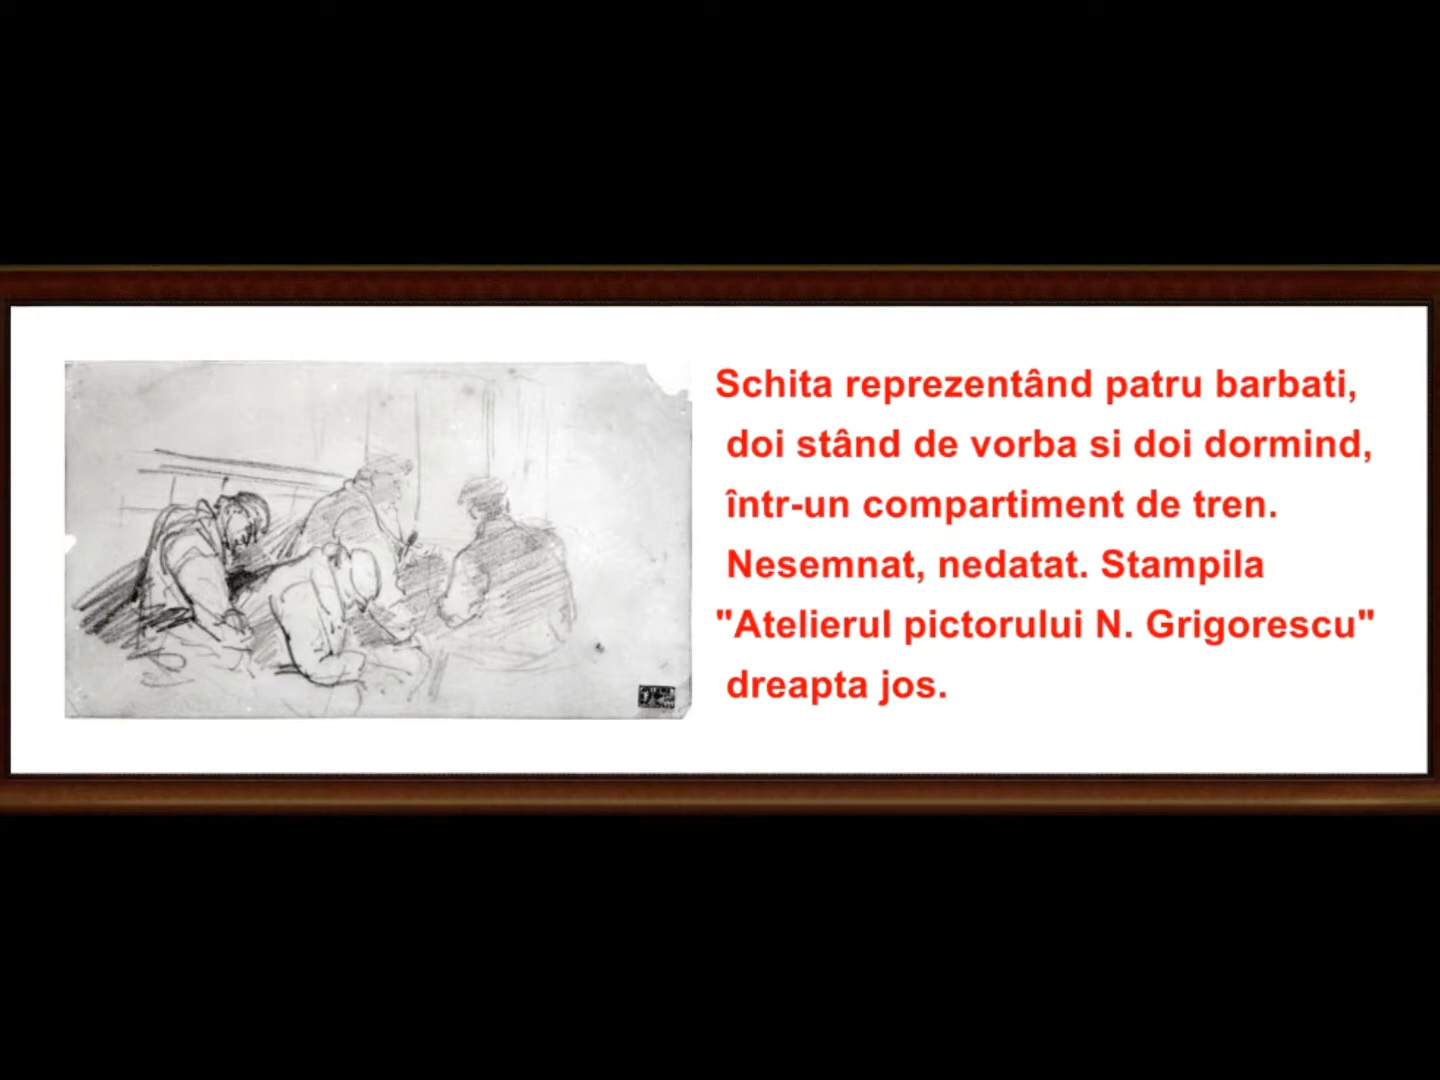 Schita reprezentând patru barbati,
doi stând de vorba si doi dormind,
într-un compartiment de tren.
Nesemnat, nedatat. Stampila
"Atelierul pictorului N. Grigorescu"
dreapta jos.